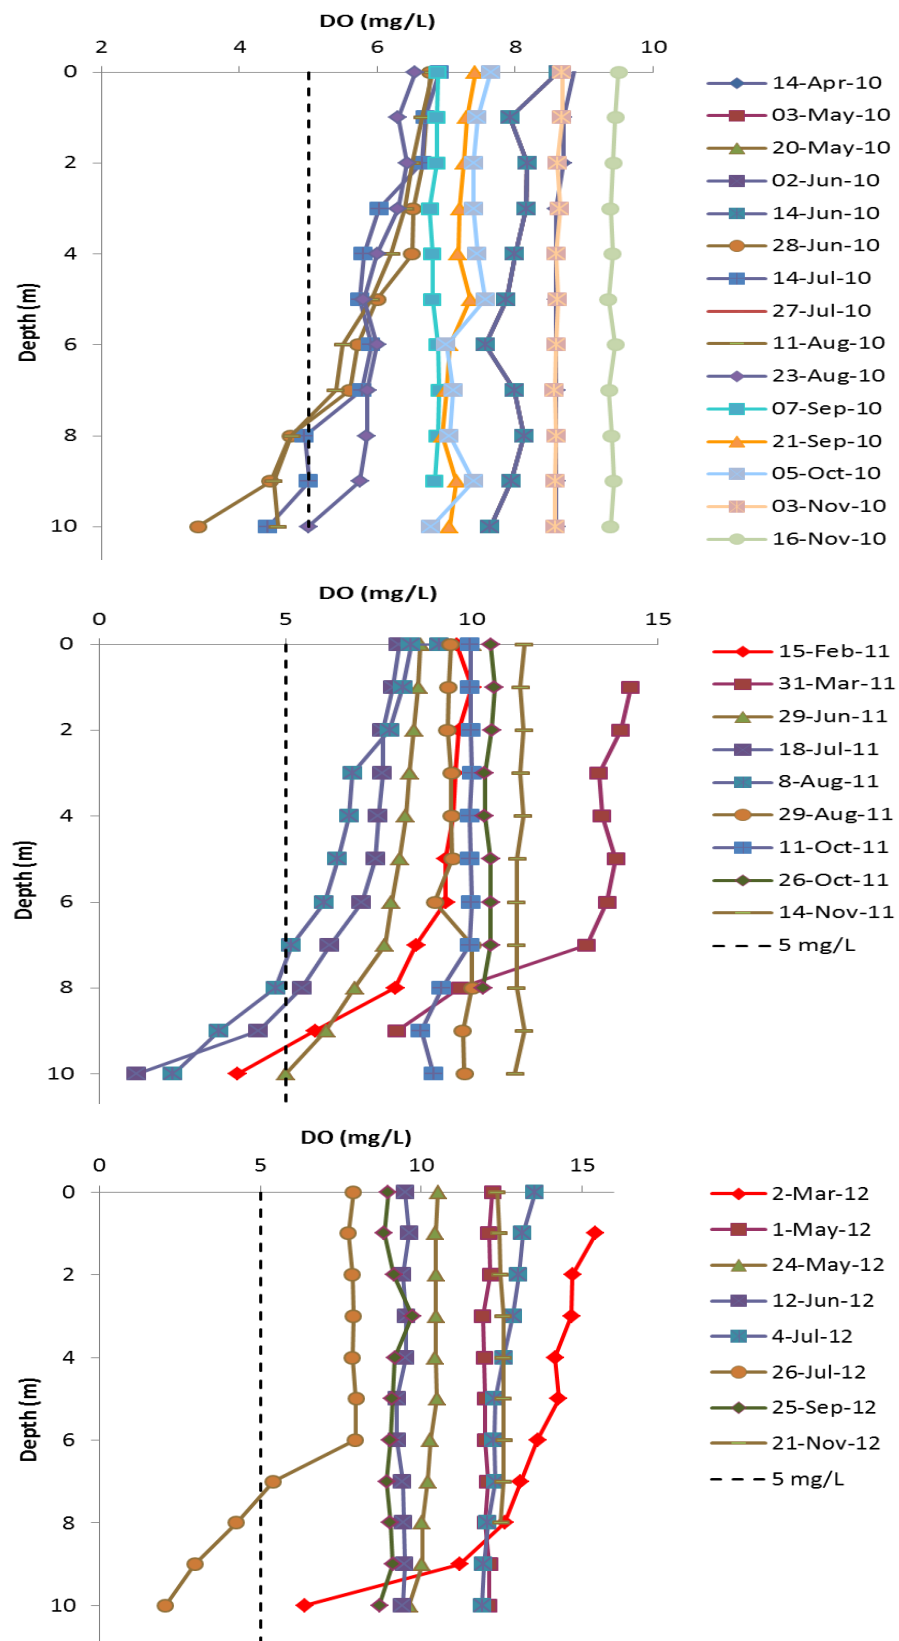 DO (mg/L)
2 4 6 8 10
0
2
4
6
8
10
Depth (m)
14-Apr-10
03-May-10
20-May-10
02-Jun-10
14-Jun-10
28-Jun-10
14-Jul-10
27-Jul-10
11-Aug-10
23-Aug-10
07-Sep-10
21-Sep-10
05-Oct-10
03-Nov-10
16-Nov-10
DO (mg/L)
0 5 10 15
0
2
4
6
8
10
Depth (m)
15-Feb-11
31-Mar-11
29-Jun-11
18-Jul-11
8-Aug-11
29-Aug-11
11-Oct-11
26-Oct-11
14-Nov-11
5 mg/L
DO (mg/L)
0 5 10 15
0
2
4
6
8
10
Depth (m)
2-Mar-12
1-May-12
24-May-12
12-Jun-12
4-Jul-12
26-Jul-12
25-Sep-12
21-Nov-12
5 mg/L